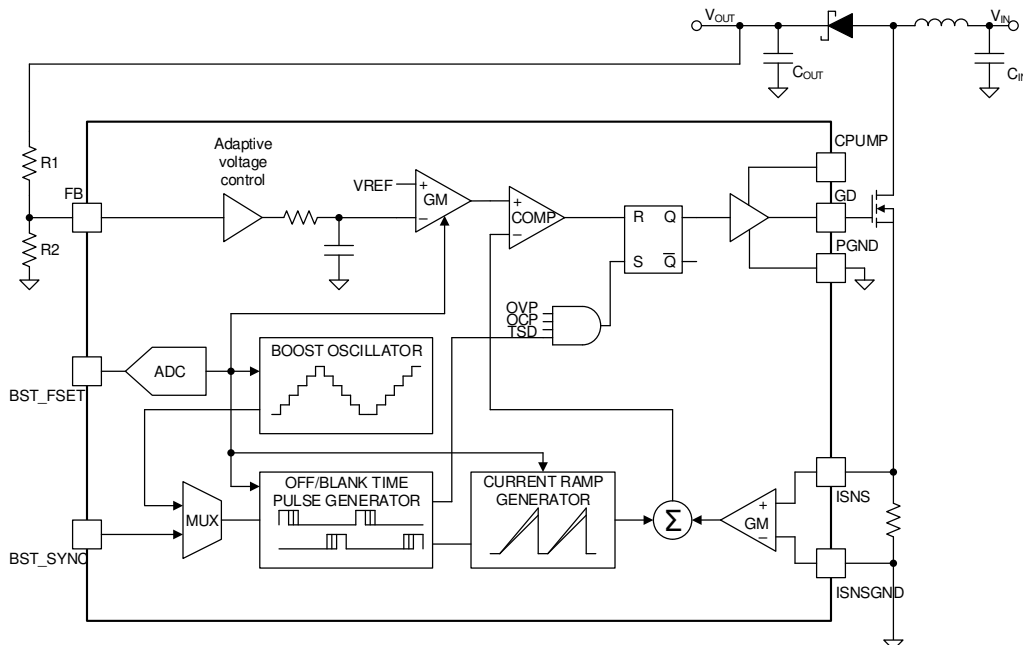 VOUT
VIN
COUT
CIN
Adaptive
voltage
control
CPUMP
R1
FB
VREF
+
GM
−
+
COMP
−
R Q
S Q
GD
R2
PGND
OVP
OCP
TSD
BOOST OSCILLATOR
ADC
BST_FSET
OFF/BLANK TIME
PULSE GENERATOR
CURRENT RAMP
GENERATOR
ISNS
MUX
Σ
+
GM
−
BST_SYNC
ISNSGND